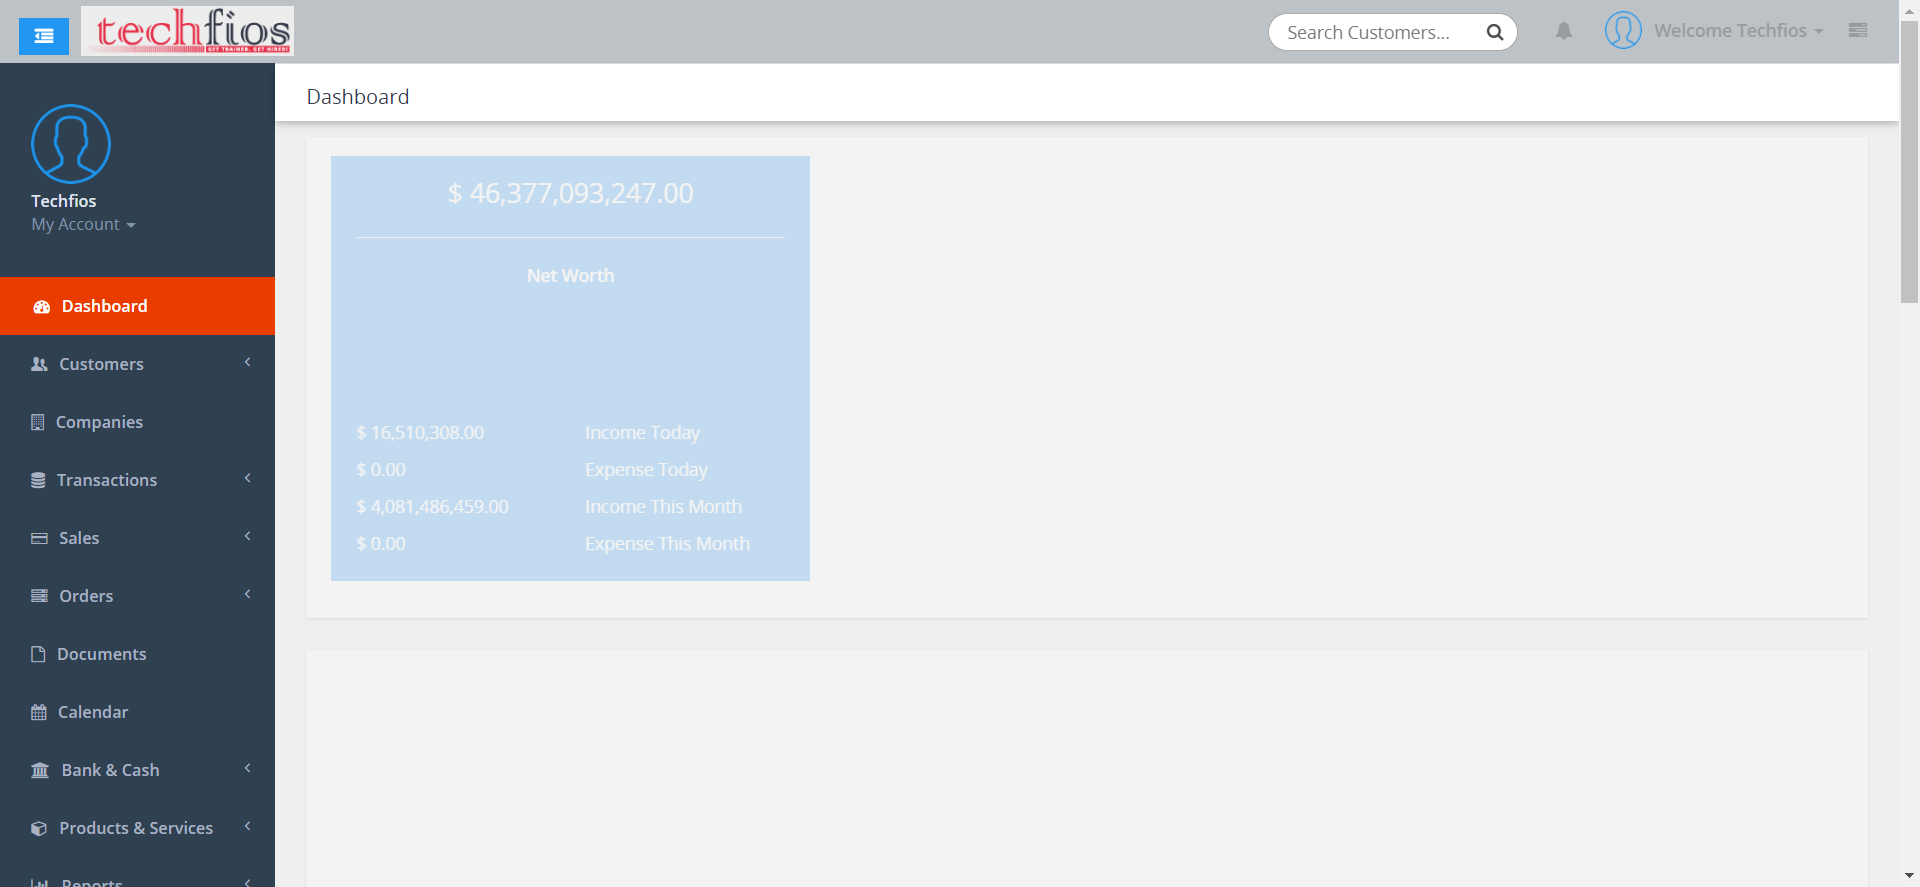 techfios
GET TRAINED. GET HIRED!
Search Customers...
Welcome Techfios
Techfios
My Account
Dashboard
Customers
Companies
Transactions
Sales
Orders
Documents
Calendar
Bank & Cash
Products & Services
Reports
Dashboard
$ 46,377,093,247.00
Net Worth
$ 16,510,308.00 Income Today
$ 0.00 Expense Today
$ 4,081,486,459.00 Income This Month
$ 0.00 Expense This Month